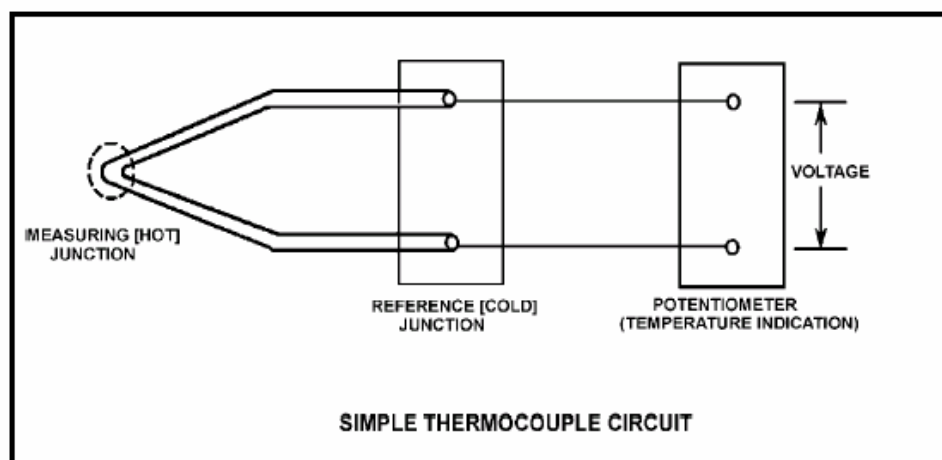 VOLTAGE
MEASURING [HOT]
JUNCTION
REFERENCE [COLD]
JUNCTION
POTENTIOMETER
(TEMPERATURE INDICATION)
SIMPLE THERMOCOUPLE CIRCUIT